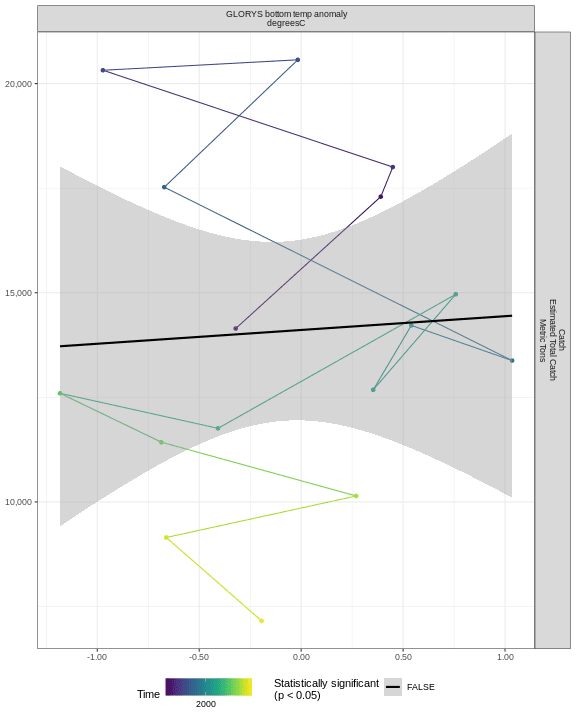 GLORYS bottom temp anomaly
degreesC
20,000
15,000
10,000
Catch
Estimated Total Catch
Metric Tons
-1.00
-0.50
0.00
0.50
1.00
Time
2000
Statistically significant
(p < 0.05)
FALSE